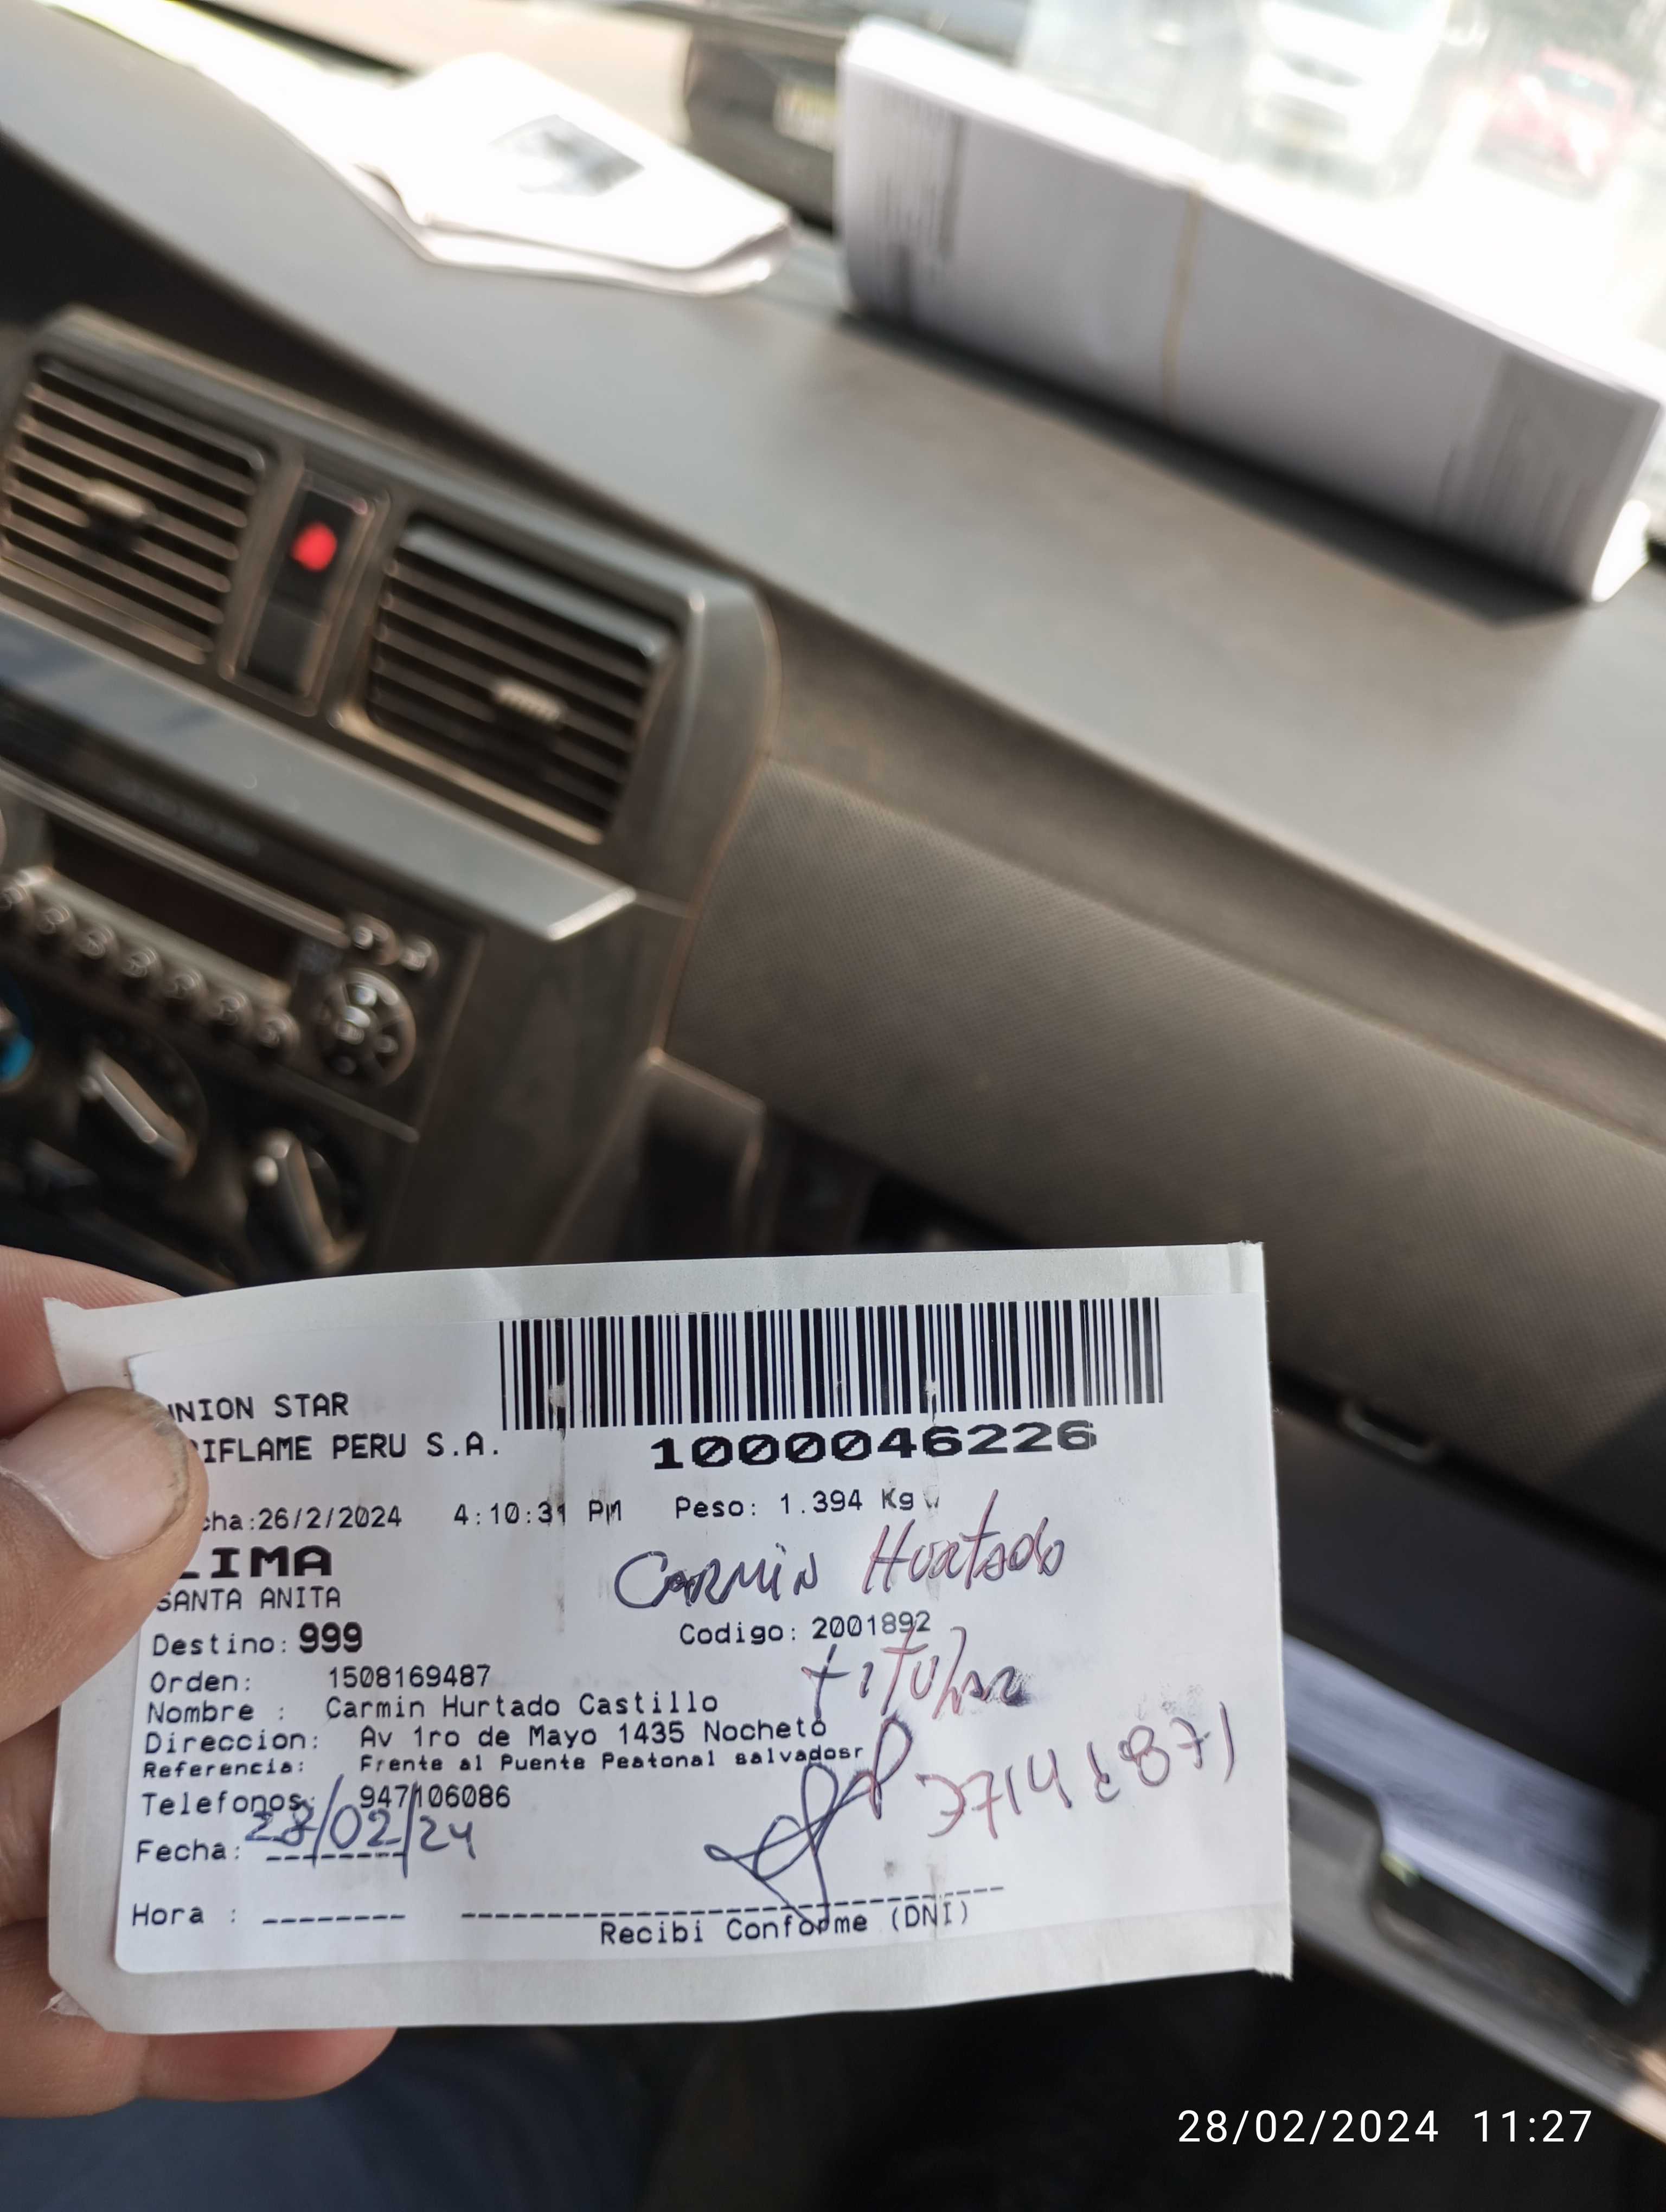 UNION STAR
ORIFLAME PERU S.A.
1000046226
Fecha:26/2/2024 4:10:31 PM Peso: 1.394 Kg
LIMA
CARMIN Hurtado
SANTA ANITA
Destino: 999 Codigo: 2001892
titular
Orden: 1508169487
Nombre : Carmin Hurtado Castillo
Direccion: Av 1ro de Mayo 1435 Nocheto
Referencia: Frente al Puente Peatonal salvadosr
Telefonos: 947106086
Fecha: 28/02/24
Hora :
Recibi Conforme (DNI)
28/02/2024 11:27